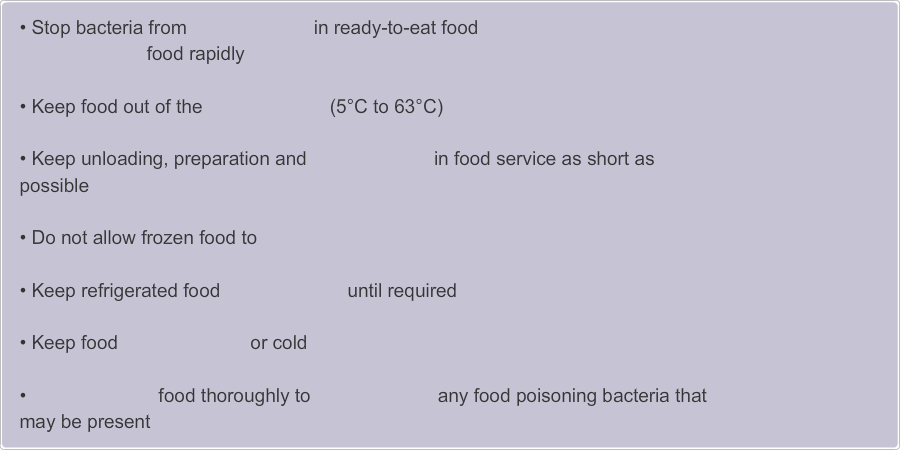 • Stop bacteria from in ready-to-eat food
food rapidly
• Keep food out of the (5°C to 63°C)
• Keep unloading, preparation and in food service as short as
possible
• Do not allow frozen food to
• Keep refrigerated food until required
• Keep food or cold
• food thoroughly to any food poisoning bacteria that
may be present